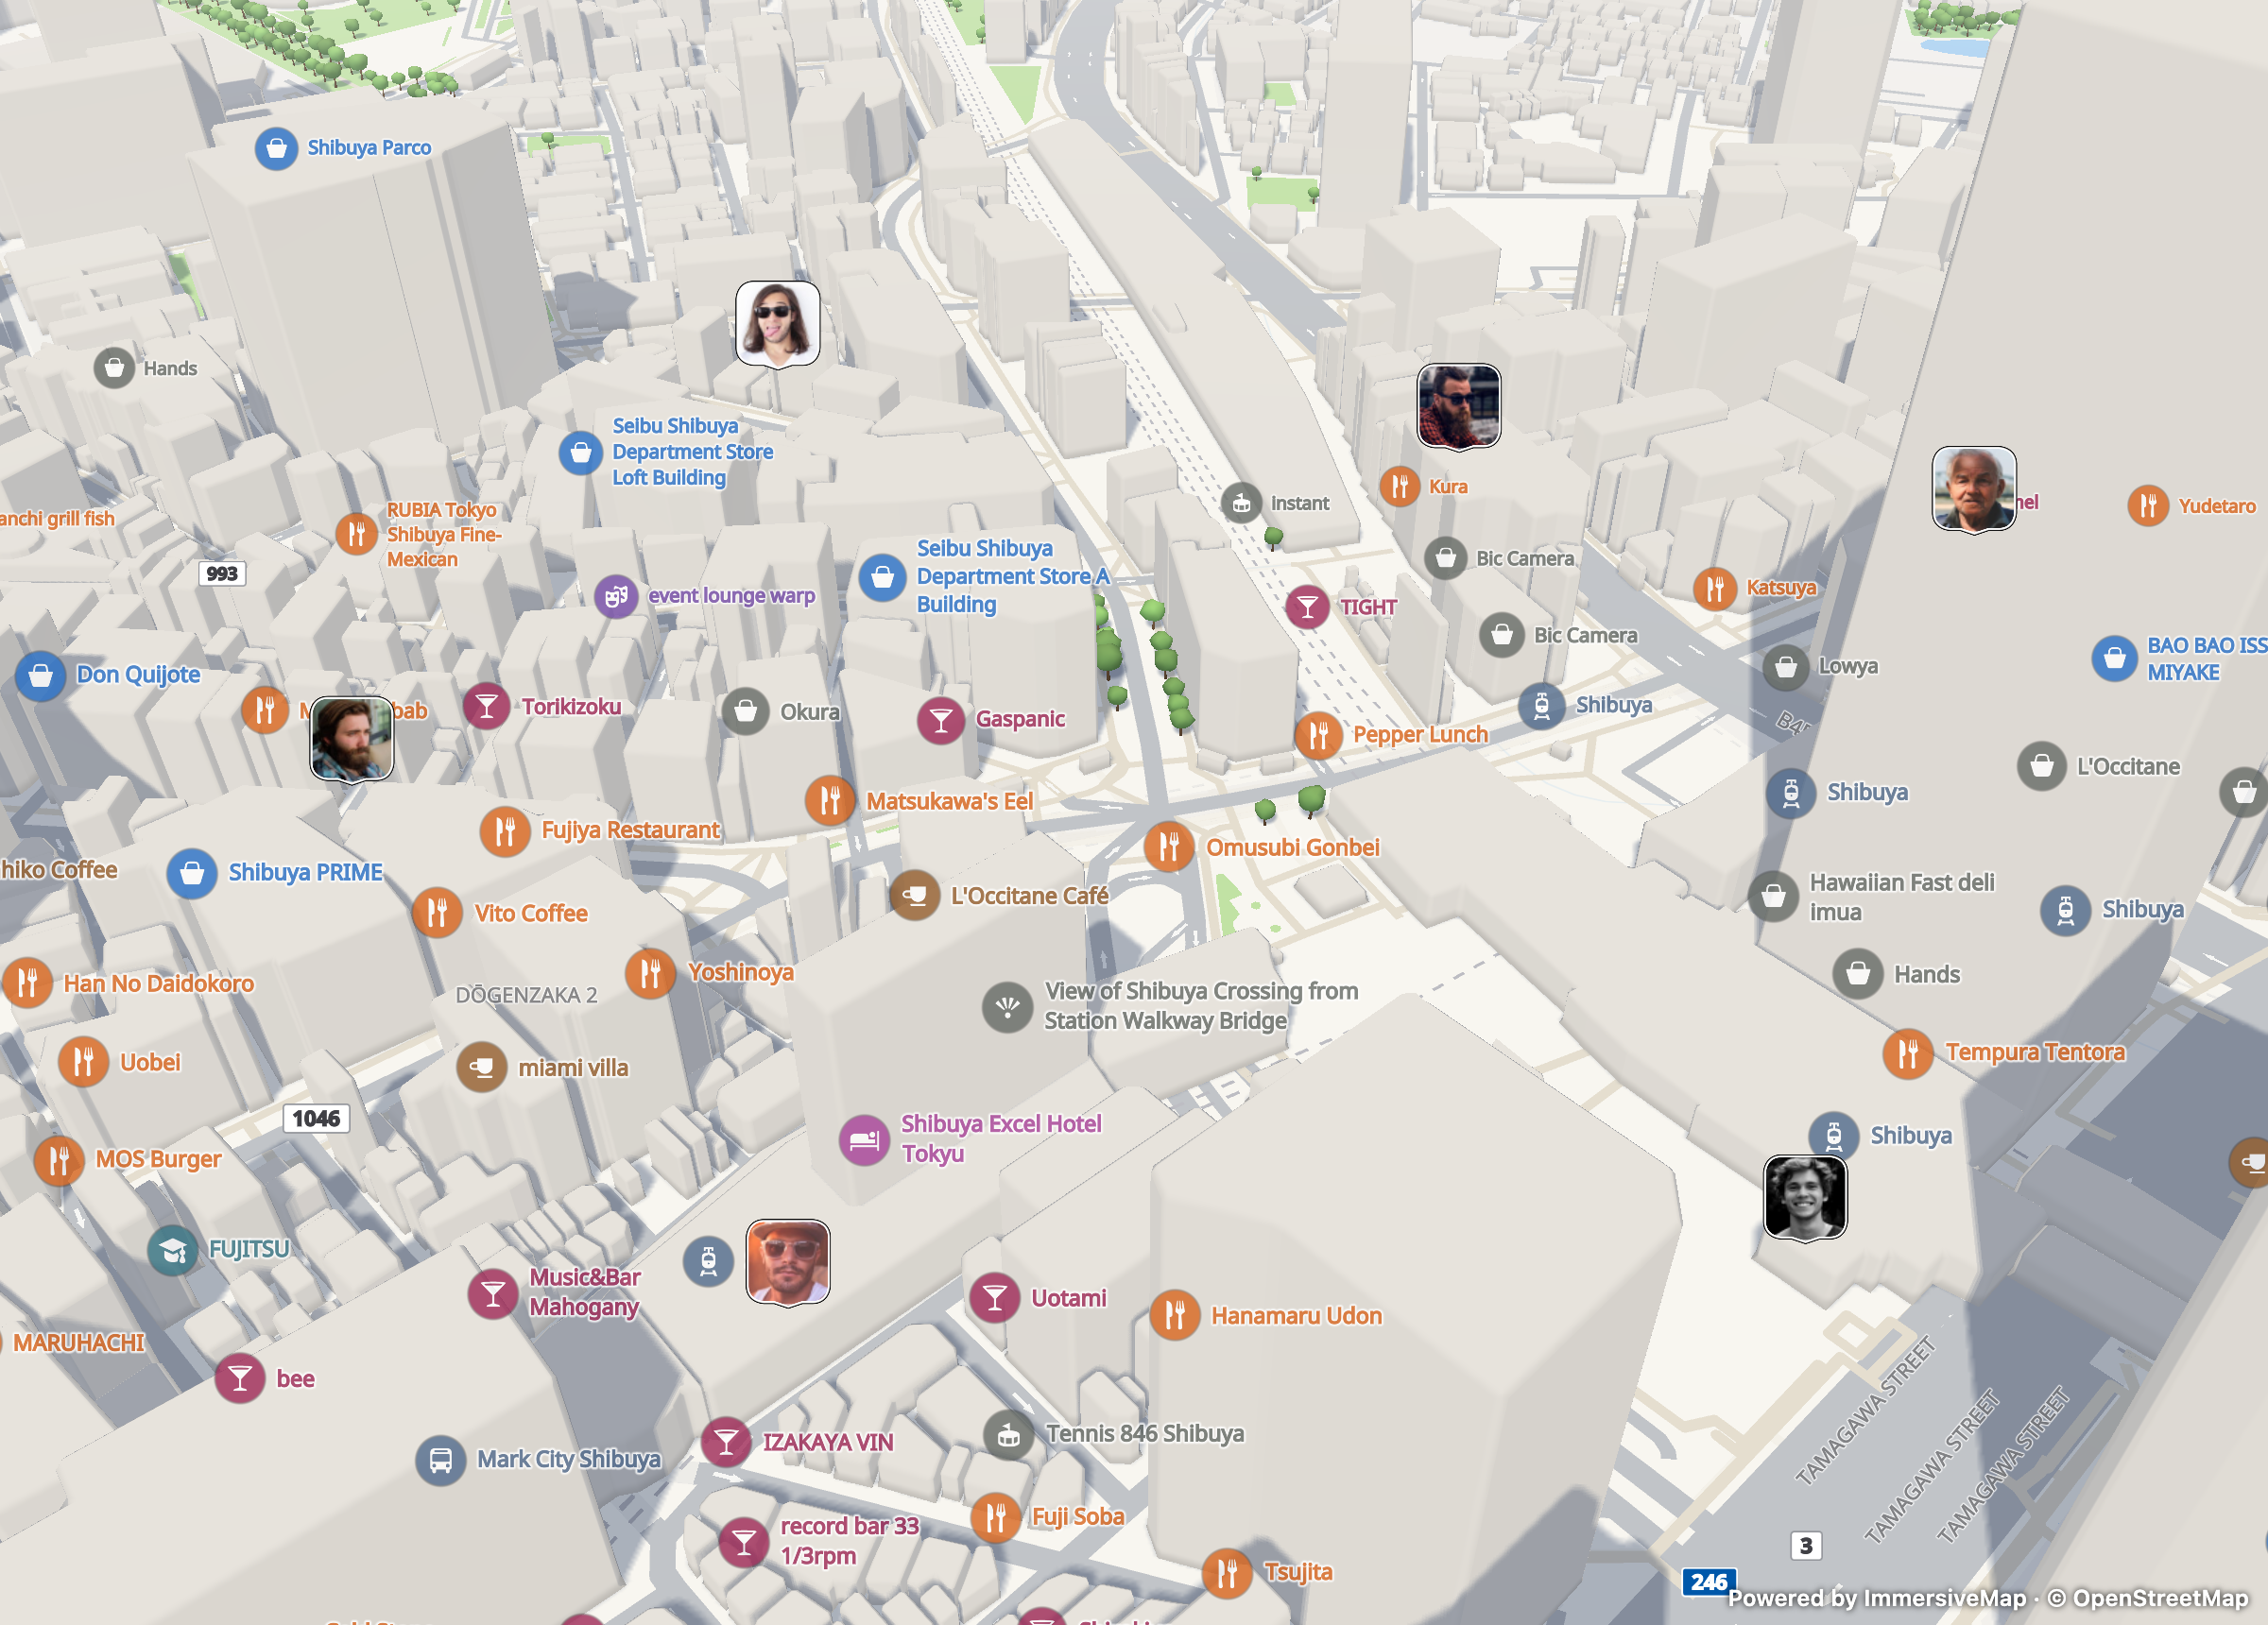 Shibuya Parco
Hands
Seibu Shibuya
Department Store
Loft Building
Kura
instant
nel
Yudetaro
anchi grill fish
RUBIA Tokyo
Shibuya Fine-
Mexican
993
Seibu Shibuya
Department Store A
Building
Bic Camera
Katsuya
event lounge warp
TIGHT
Bic Camera
BAO BAO ISS
MIYAKE
Lowya
Don Quijote
M
bab
Torikizoku
Okura
Gaspanic
Shibuya
B4
Pepper Lunch
L'Occitane
Shibuya
Matsukawa's Eel
Fujiya Restaurant
Omusubi Gonbei
hiko Coffee
Shibuya PRIME
L'Occitane Café
Hawaiian Fast deli
imua
Shibuya
Vito Coffee
Yoshinoya
Hands
Han No Daidokoro
DŌGENZAKA 2
View of Shibuya Crossing from
Station Walkway Bridge
Tempura Tentora
Uobei
miami villa
1046
Shibuya Excel Hotel
Tokyu
Shibuya
MOS Burger
FUJITSU
Music&Bar
Mahogany
Uotami
Hanamaru Udon
MARUHACHI
bee
TAMAGAWA STREET
TAMAGAWA STREET
TAMAGAWA STREET
Tennis 846 Shibuya
IZAKAYA VIN
Mark City Shibuya
Fuji Soba
record bar 33
1/3rpm
3
Tsujita
246
Powered by ImmersiveMap · © OpenStreetMap